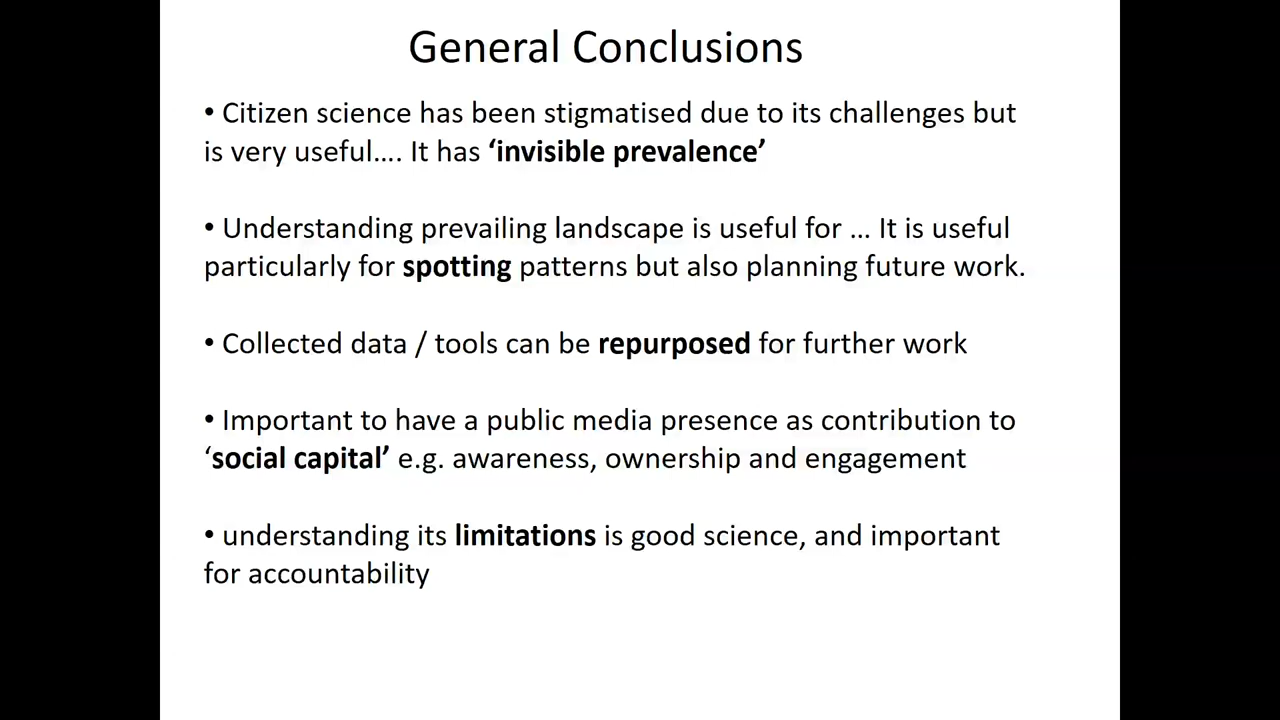 General Conclusions
• Citizen science has been stigmatised due to its challenges but
is very useful…. It has ‘invisible prevalence’
• Understanding prevailing landscape is useful for … It is useful
particularly for spotting patterns but also planning future work.
• Collected data / tools can be repurposed for further work
• Important to have a public media presence as contribution to
‘social capital’ e.g. awareness, ownership and engagement
• understanding its limitations is good science, and important
for accountability